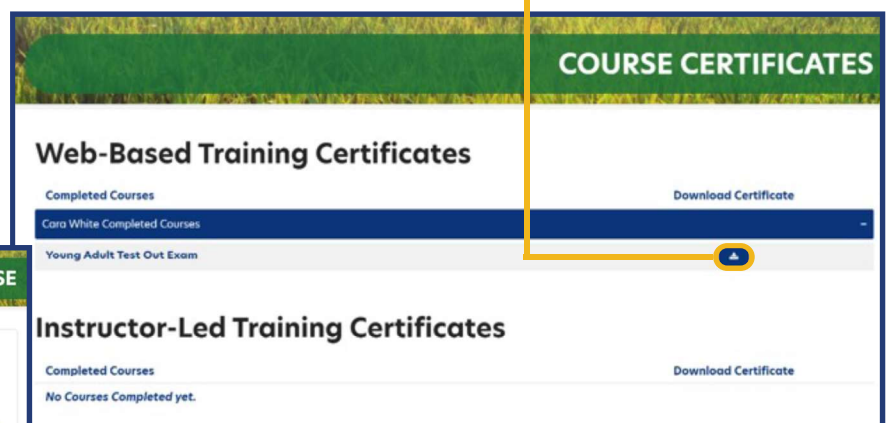 COURSE CERTIFICATES
Web-Based Training Certificates
Completed Courses Download Certificate
Cara White Completed Courses -
Young Adult Test Out Exam
SE
Instructor-Led Training Certificates
Completed Courses Download Certificate
No Courses Completed yet.